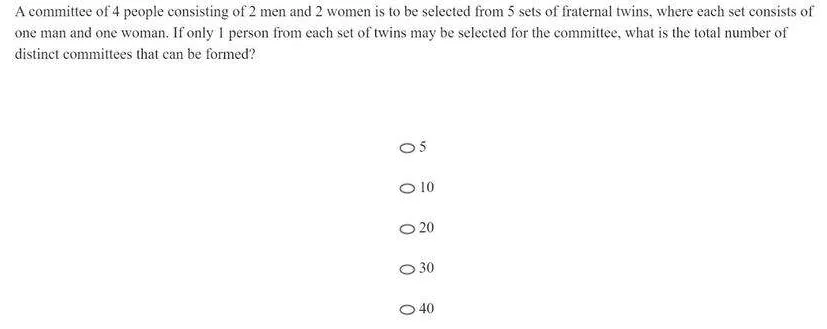 A committee of 4 people consisting of 2 men and 2 women is to be selected from 5 sets of fraternal twins, where each set consists of
one man and one woman. If only 1 person from each set of twins may be selected for the committee, what is the total number of
distinct committees that can be formed?
5
10
20
30
40